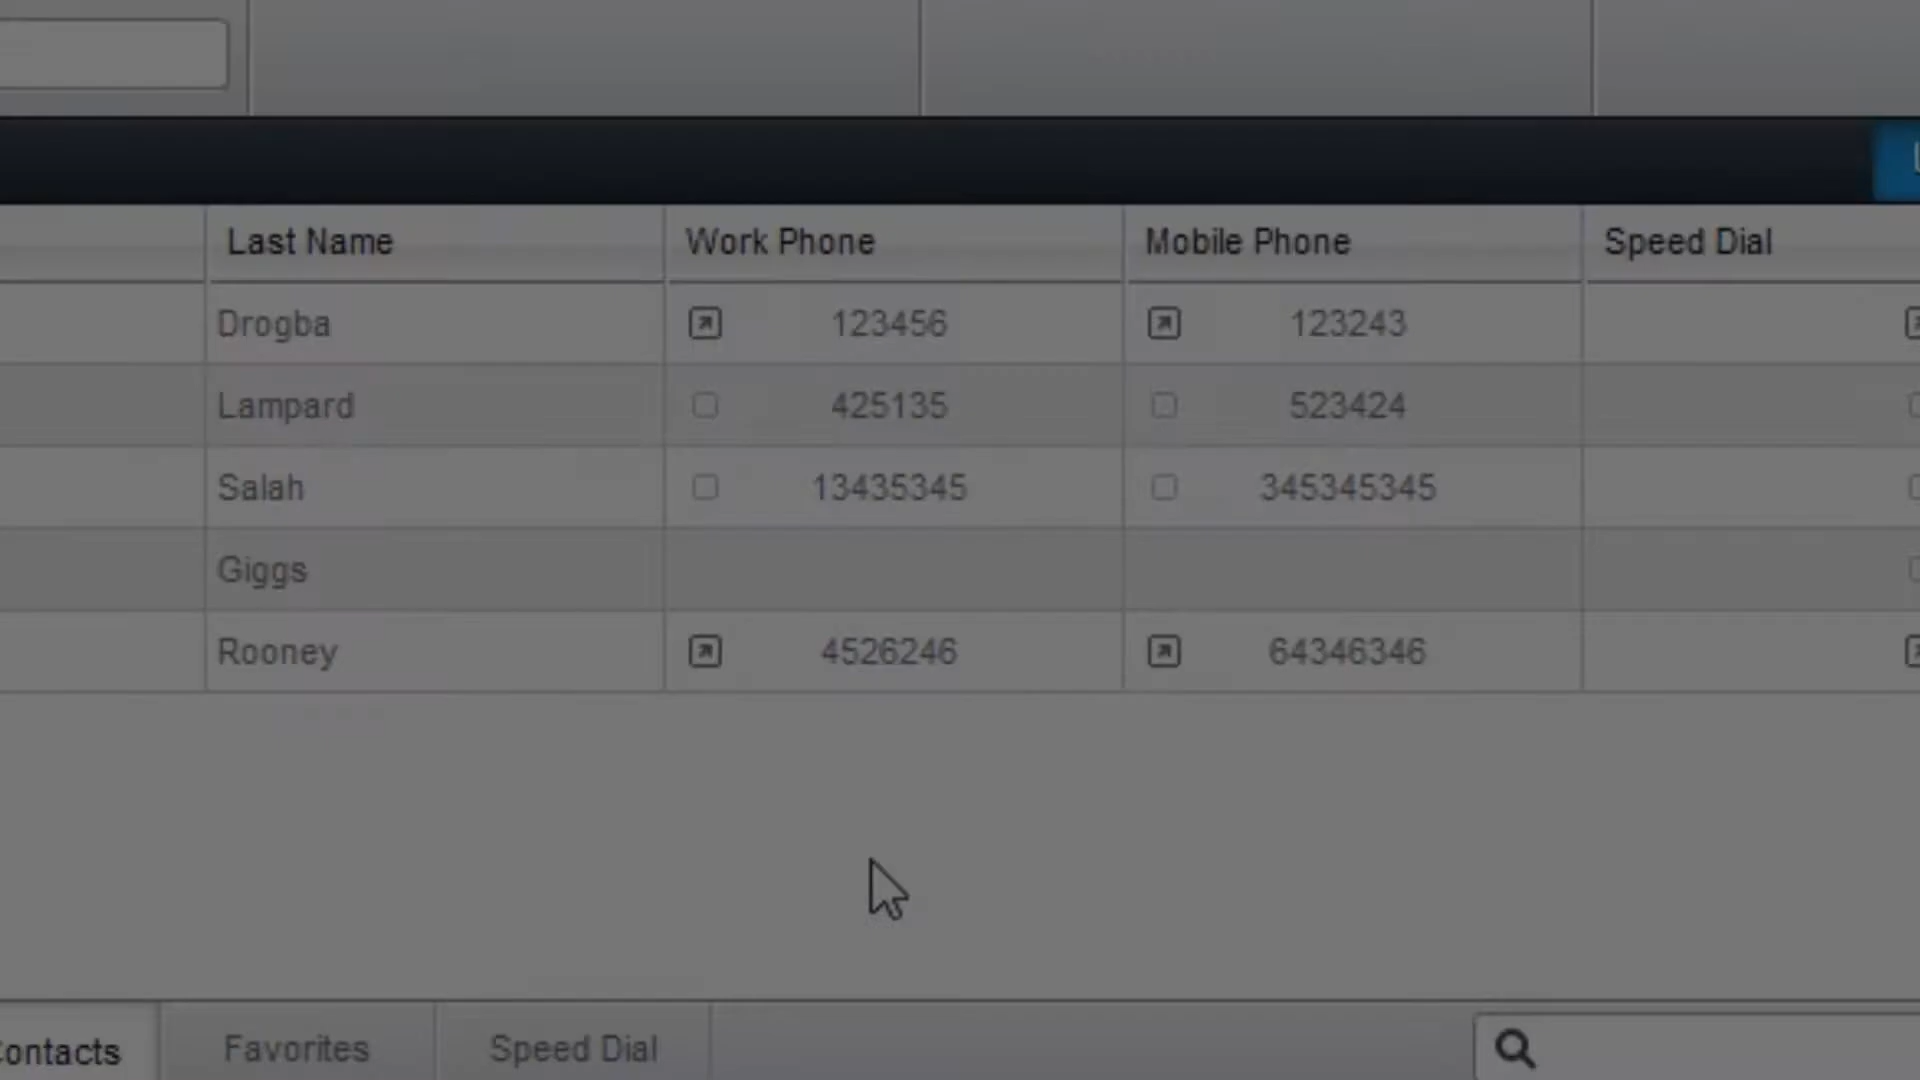 Last Name Work Phone Mobile Phone Speed Dial
Drogba 123456 123243
Lampard 425135 523424
Salah 13435345 345345345
Giggs
Rooney 4526246 64346346
ontacts Favorites Speed Dial